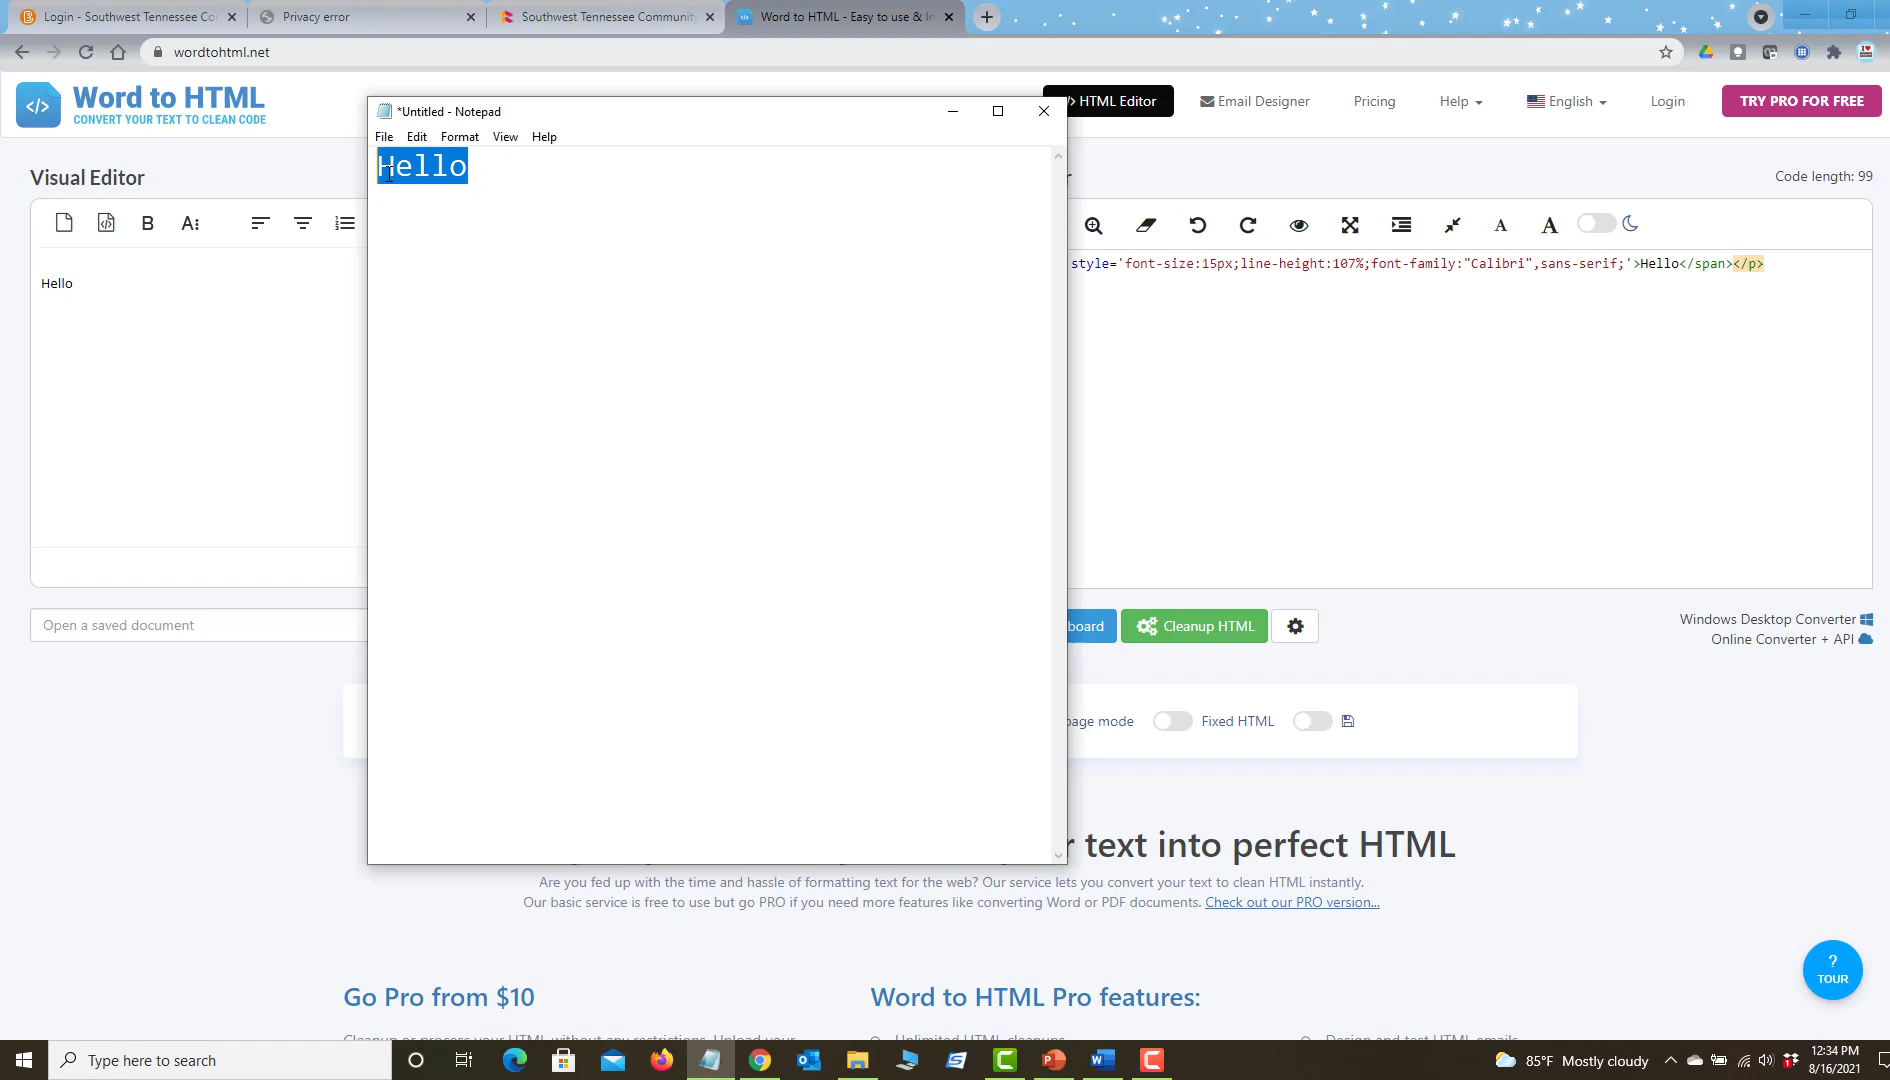 Login - Southwest Tennessee Co
Privacy error
Southwest Tennessee Communit
Word to HTML - Easy to use & In
wordtohtml.net
Word to HTML
CONVERT YOUR TEXT TO CLEAN CODE
HTML Editor
Email Designer
Pricing
Help
English
Login
TRY PRO FOR FREE
*Untitled - Notepad
File Edit Format View Help
Hello
Visual Editor
Code length: 99
style='font-size:15px;line-height:107%;font-family:"Calibri",sans-serif;'>Hello</span></p>
Hello
Open a saved document
board
Cleanup HTML
Windows Desktop Converter
Online Converter + API
page mode
Fixed HTML
text into perfect HTML
Are you fed up with the time and hassle of formatting text for the web? Our service lets you convert your text to clean HTML instantly.
Our basic service is free to use but go PRO if you need more features like converting Word or PDF documents. Check out our PRO version...
?
TOUR
Go Pro from $10
Word to HTML Pro features:
Type here to search
85°F Mostly cloudy
12:34 PM
8/16/2021